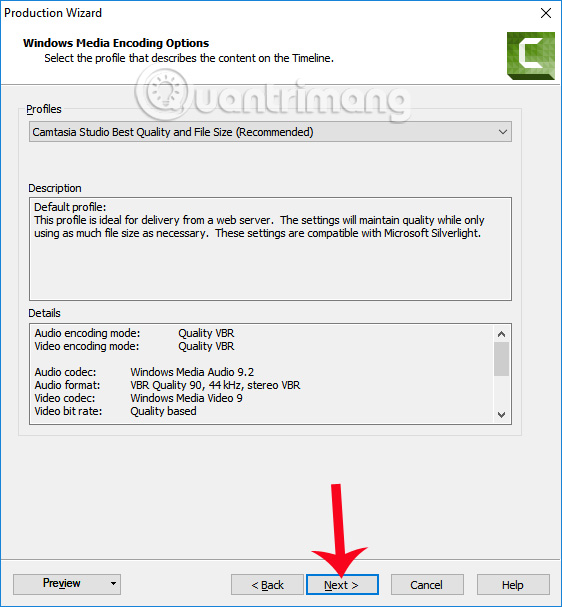 Production Wizard
Windows Media Encoding Options
Select the profile that describes the content on the Timeline.
Quantrimang
Profiles
Camtasia Studio Best Quality and File Size (Recommended)
Description
Default profile:
This profile is ideal for delivery from a web server.  The settings will maintain quality while only
using as much file size as necessary.  These settings are compatible with Microsoft Silverlight.
Details
Audio encoding mode: Quality VBR
Video encoding mode: Quality VBR
Audio codec: Windows Media Audio 9.2
Audio format: VBR Quality 90, 44 kHz, stereo VBR
Video codec: Windows Media Video 9
Video bit rate: Quality based
Preview < Back Next > Cancel Help